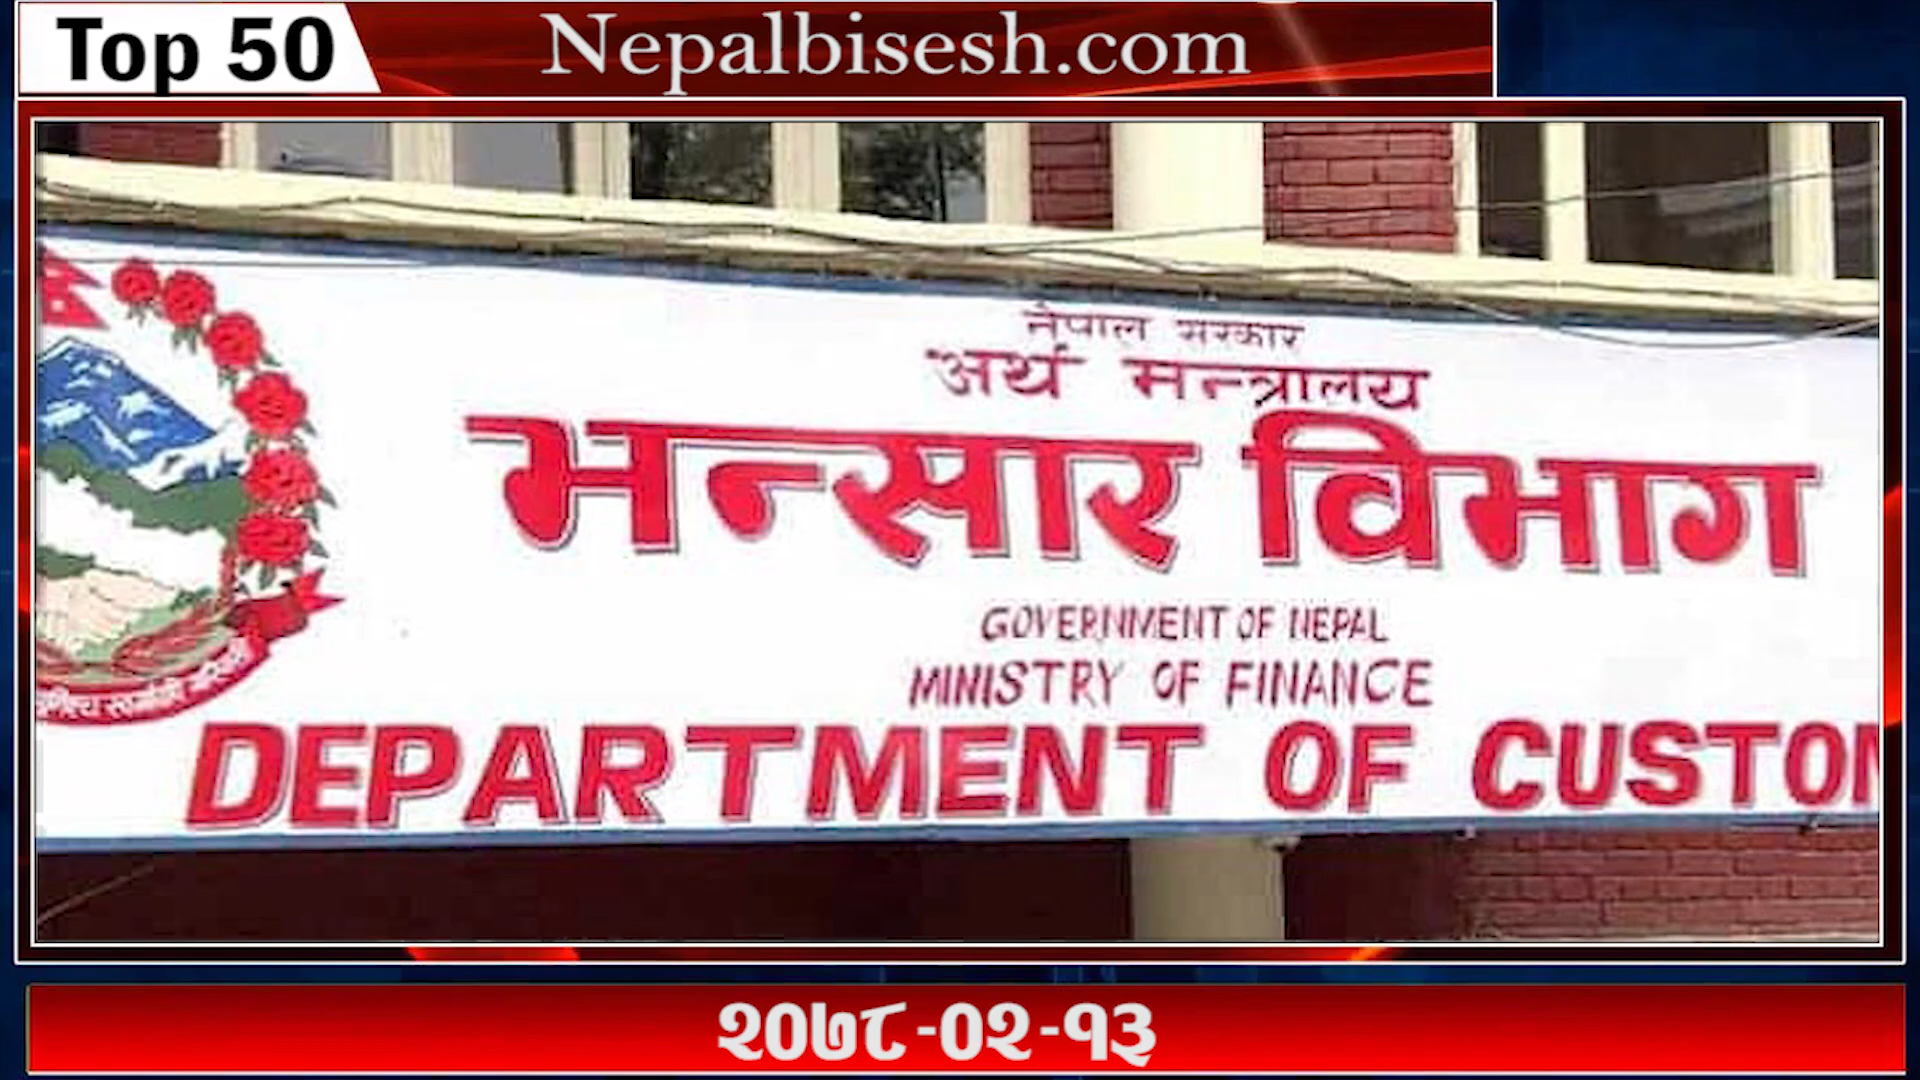 Top 50
Nepalbisesh.com
नेपाल सरकार
अर्थ मन्त्रालय
भन्सार विभाग
GOVERNMENT OF NEPAL
MINISTRY OF FINANCE
DEPARTMENT OF CUSTOM
२०७८-०२-१३